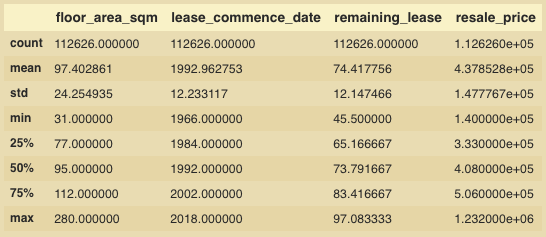 floor_area_sqm lease_commence_date remaining_lease resale_price
count 112626.000000 112626.000000 112626.000000 1.126260e+05
mean 97.402861 1992.962753 74.417756 4.378528e+05
std 24.254935 12.233117 12.147466 1.477767e+05
min 31.000000 1966.000000 45.500000 1.400000e+05
25% 77.000000 1984.000000 65.166667 3.330000e+05
50% 95.000000 1992.000000 73.791667 4.080000e+05
75% 112.000000 2002.000000 83.416667 5.060000e+05
max 280.000000 2018.000000 97.083333 1.232000e+06